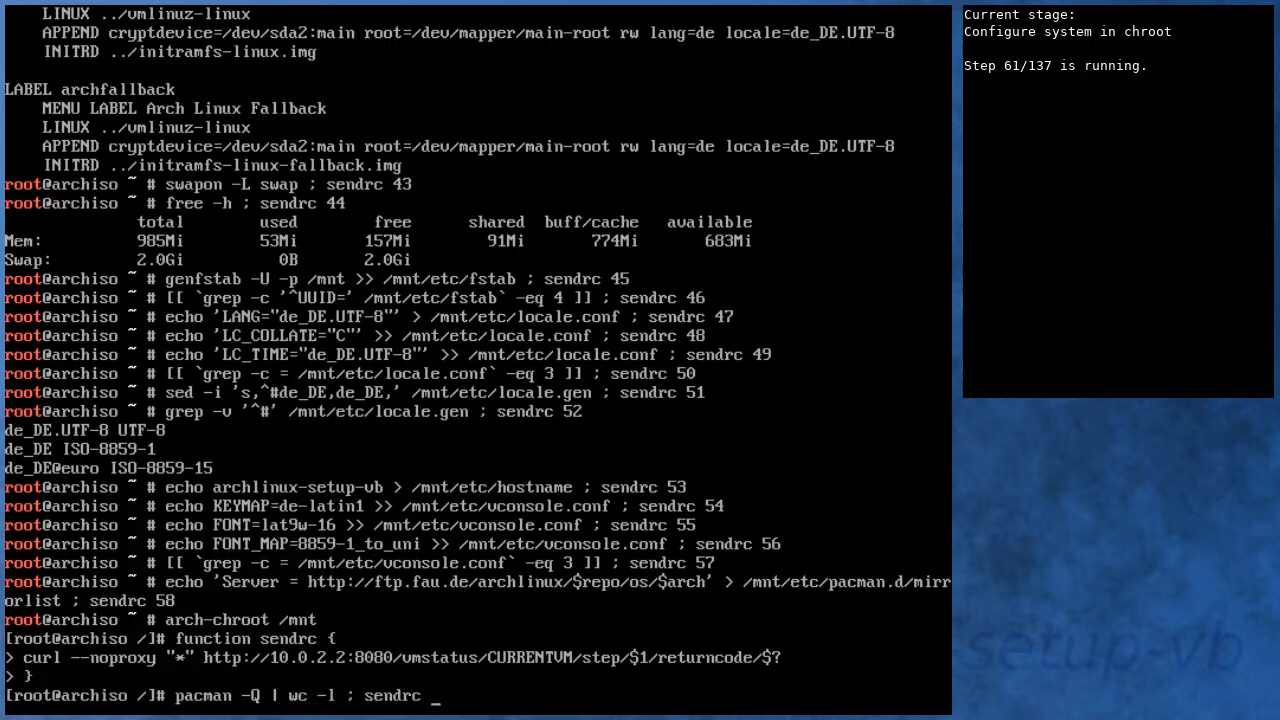 LINUX ../vmlinuz-linux
APPEND cryptdevice=/dev/sda2:main root=/dev/mapper/main-root rw lang=de locale=de_DE.UTF-8
INITRD ../initramfs-linux.img
LABEL archfallback
MENU LABEL Arch Linux Fallback
LINUX ../vmlinuz-linux
APPEND cryptdevice=/dev/sda2:main root=/dev/mapper/main-root rw lang=de locale=de_DE.UTF-8
INITRD ../initramfs-linux-fallback.img
root@archiso ~ # swapon -L swap ; sendrc 43
root@archiso ~ # free -h ; sendrc 44
total used free shared buff/cache available
Mem: 985Mi 53Mi 157Mi 91Mi 774Mi 683Mi
Swap: 2.0Gi 0B 2.0Gi
root@archiso ~ # genfstab -U -p /mnt >> /mnt/etc/fstab ; sendrc 45
root@archiso ~ # [[ `grep -c '^UUID=' /mnt/etc/fstab` -eq 4 ]] ; sendrc 46
root@archiso ~ # echo 'LANG="de_DE.UTF-8"' > /mnt/etc/locale.conf ; sendrc 47
root@archiso ~ # echo 'LC_COLLATE="C"' >> /mnt/etc/locale.conf ; sendrc 48
root@archiso ~ # echo 'LC_TIME="de_DE.UTF-8"' >> /mnt/etc/locale.conf ; sendrc 49
root@archiso ~ # [[ `grep -c = /mnt/etc/locale.conf` -eq 3 ]] ; sendrc 50
root@archiso ~ # sed -i 's,^#de_DE,de_DE,' /mnt/etc/locale.gen ; sendrc 51
root@archiso ~ # grep -v '^#' /mnt/etc/locale.gen ; sendrc 52
de_DE.UTF-8 UTF-8
de_DE ISO-8859-1
de_DE@euro ISO-8859-15
root@archiso ~ # echo archlinux-setup-vb > /mnt/etc/hostname ; sendrc 53
root@archiso ~ # echo KEYMAP=de-latin1 >> /mnt/etc/vconsole.conf ; sendrc 54
root@archiso ~ # echo FONT=lat9w-16 >> /mnt/etc/vconsole.conf ; sendrc 55
root@archiso ~ # echo FONT_MAP=8859-1_to_uni >> /mnt/etc/vconsole.conf ; sendrc 56
root@archiso ~ # [[ `grep -c = /mnt/etc/vconsole.conf` -eq 3 ]] ; sendrc 57
root@archiso ~ # echo 'Server = http://ftp.fau.de/archlinux/$repo/os/$arch' > /mnt/etc/pacman.d/mirr
orlist ; sendrc 58
root@archiso ~ # arch-chroot /mnt
[root@archiso /]# function sendrc {
> curl --noproxy "*" http://10.0.2.2:8080/vmstatus/CURRENTVM/step/$1/returncode/$?
> }
[root@archiso /]# pacman -Q | wc -l ; sendrc _
Current stage:
Configure system in chroot
Step 61/137 is running.
setup-vb